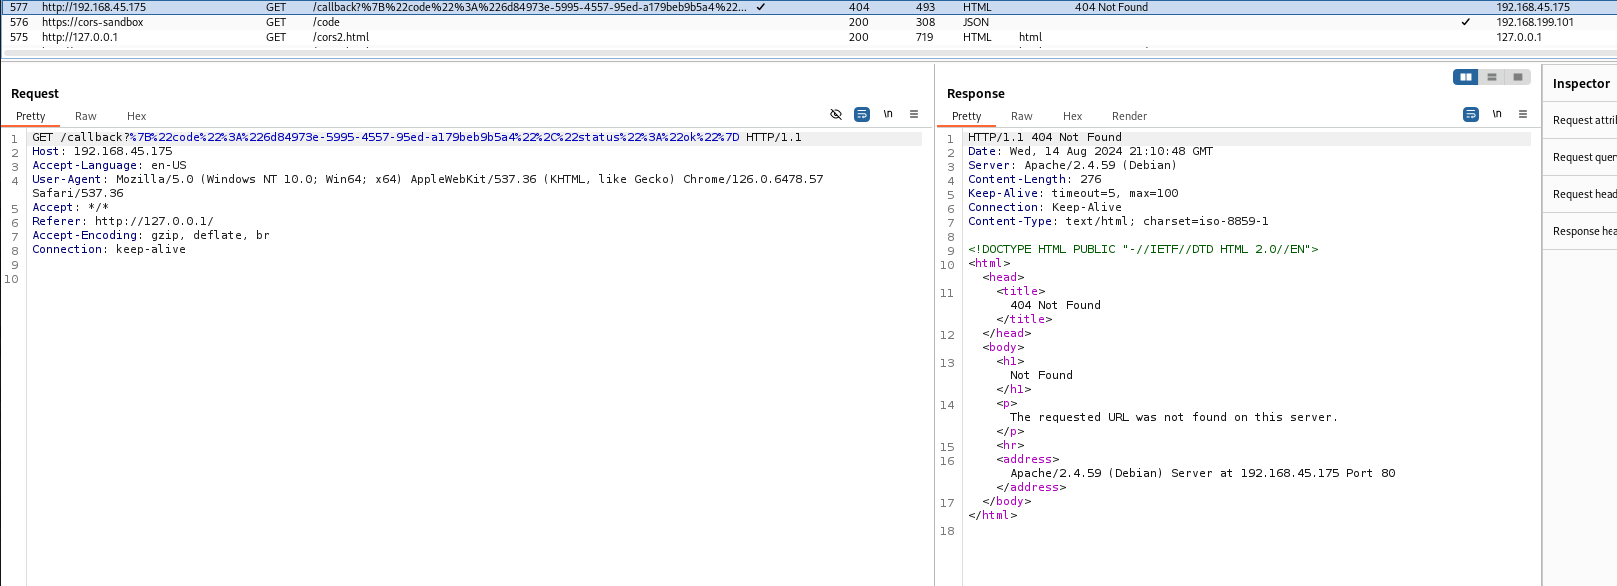 577 http://192.168.45.175 GET /callback?%7B%22code%22%3A%226d84973e-5995-4557-95ed-a179beb9b5a4%22... ✓ 404 493 HTML 404 Not Found 192.168.45.175
576 https://cors-sandbox GET /code 200 308 JSON ✓ 192.168.199.101
575 http://127.0.0.1 GET /cors2.html 200 719 HTML html 127.0.0.1
Request
Pretty Raw Hex \n
1 GET /callback?%7B%22code%22%3A%226d84973e-5995-4557-95ed-a179beb9b5a4%22%2C%22status%22%3A%22ok%22%7D HTTP/1.1
2 Host: 192.168.45.175
3 Accept-Language: en-US
4 User-Agent: Mozilla/5.0 (Windows NT 10.0; Win64; x64) AppleWebKit/537.36 (KHTML, like Gecko) Chrome/126.0.6478.57
Safari/537.36
5 Accept: */*
6 Referer: http://127.0.0.1/
7 Accept-Encoding: gzip, deflate, br
8 Connection: keep-alive
9
10
Response
Pretty Raw Hex Render \n
1 HTTP/1.1 404 Not Found
2 Date: Wed, 14 Aug 2024 21:10:48 GMT
3 Server: Apache/2.4.59 (Debian)
4 Content-Length: 276
5 Keep-Alive: timeout=5, max=100
6 Connection: Keep-Alive
7 Content-Type: text/html; charset=iso-8859-1
8
9 <!DOCTYPE HTML PUBLIC "-//IETF//DTD HTML 2.0//EN">
10 <html>
<head>
11 <title>
404 Not Found
</title>
12 </head>
<body>
13 <h1>
Not Found
</h1>
14 <p>
The requested URL was not found on this server.
</p>
15 <hr>
16 <address>
Apache/2.4.59 (Debian) Server at 192.168.45.175 Port 80
</address>
17 </body>
</html>
18
Inspector
Request
Request
Request
Response